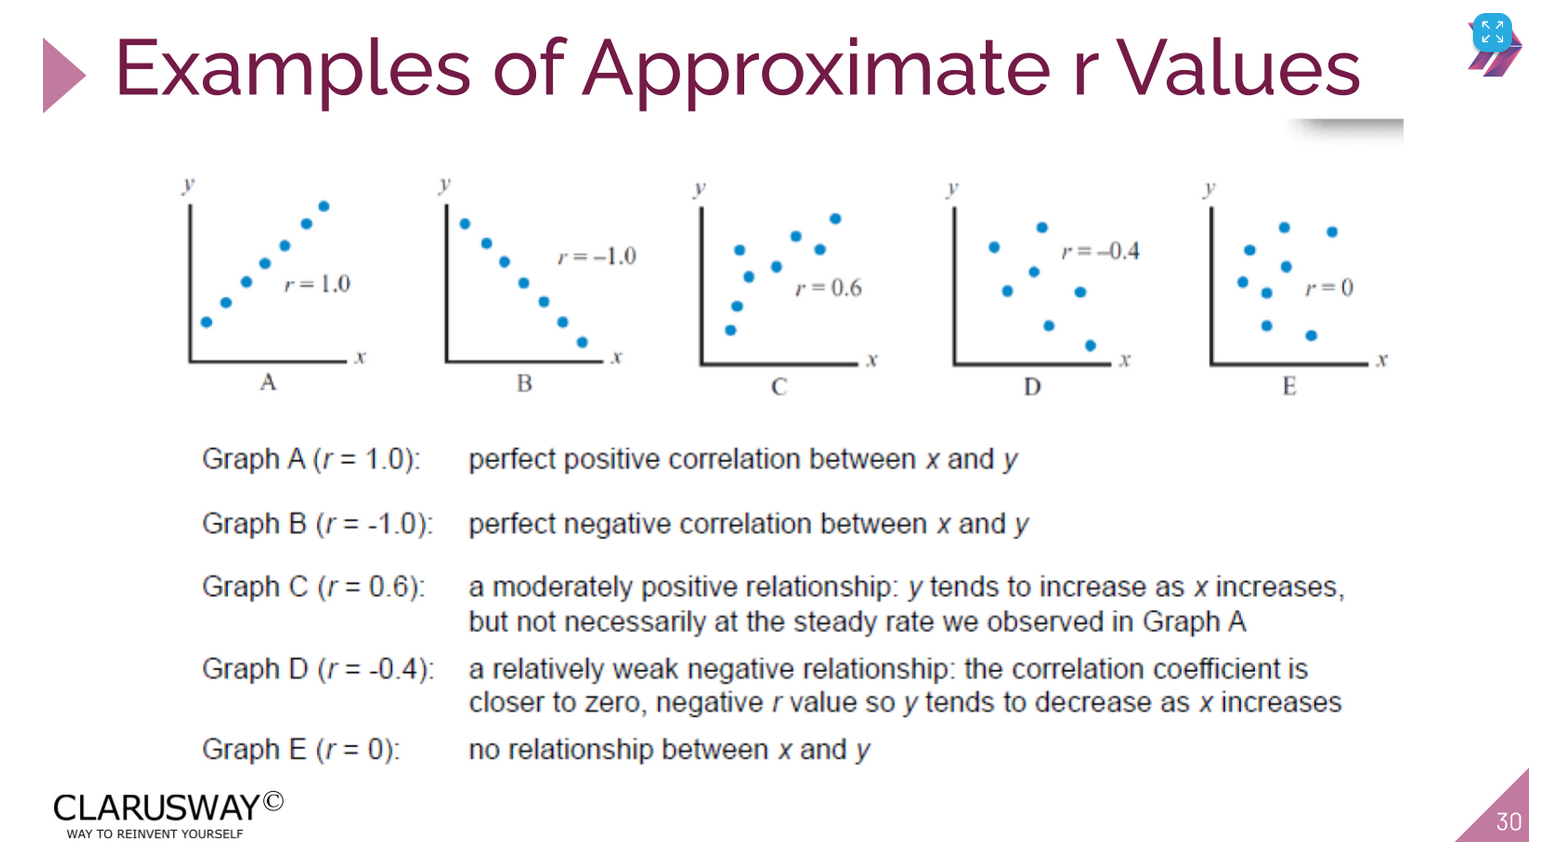 Examples of Approximate r Values
y
r = 1.0
x
A
y
r = –1.0
x
B
y
r = 0.6
x
C
y
r = –0.4
x
D
y
r = 0
x
E
Graph A (r = 1.0): perfect positive correlation between x and y
Graph B (r = -1.0): perfect negative correlation between x and y
Graph C (r = 0.6): a moderately positive relationship: y tends to increase as x increases,
but not necessarily at the steady rate we observed in Graph A
Graph D (r = -0.4): a relatively weak negative relationship: the correlation coefficient is
closer to zero, negative r value so y tends to decrease as x increases
Graph E (r = 0): no relationship between x and y
CLARUSWAY©
WAY TO REINVENT YOURSELF
30